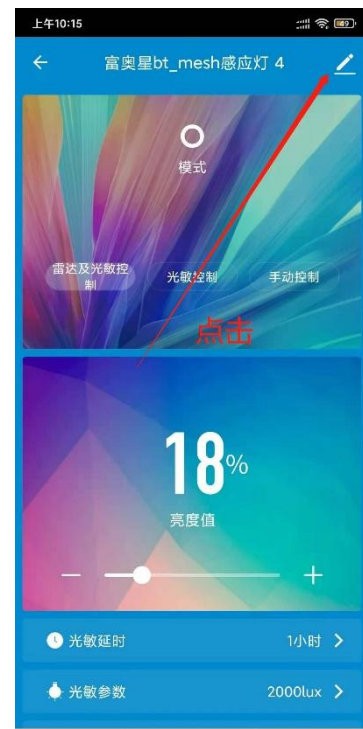 上午10:15
89
富奥星bt_mesh感应灯 4
模式
雷达及光敏控
制
光敏控制
手动控制
点击
18%
亮度值
光敏延时
1小时
光敏参数
2000lux